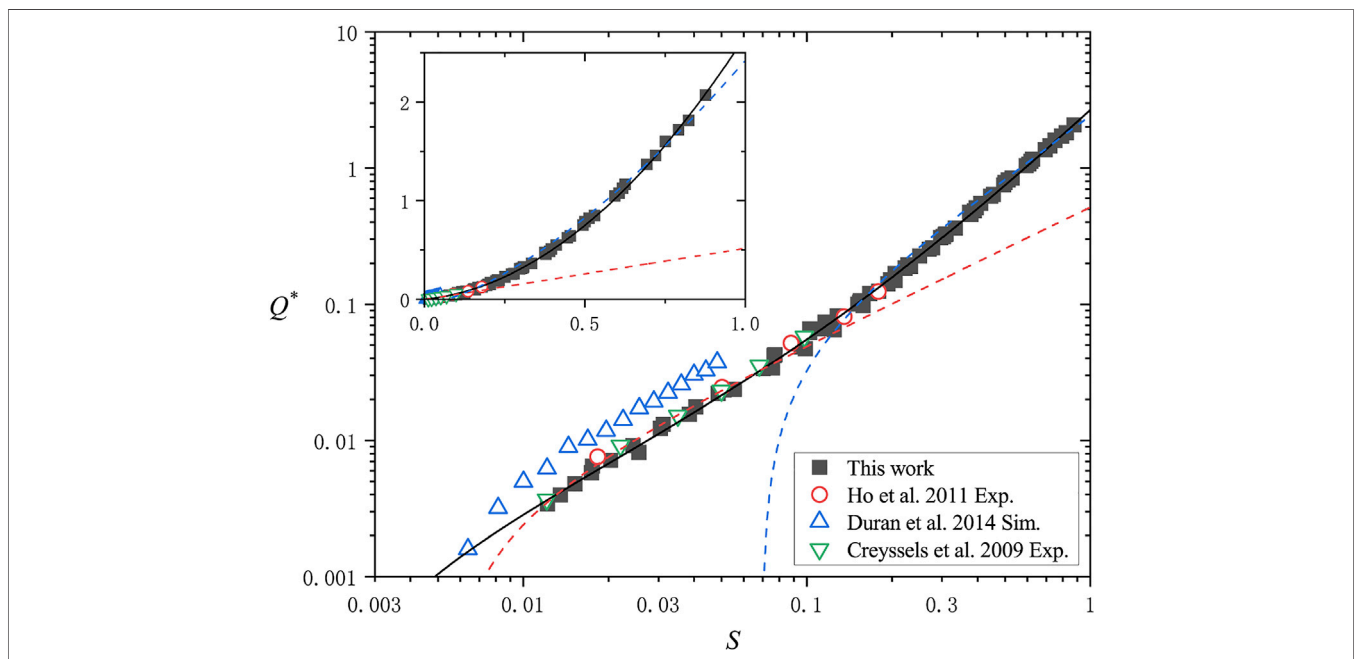 10
1
0.1
0.01
0.001
Q*
2
1
0
0.0
0.5
1.0
This work
Ho et al. 2011 Exp.
Duran et al. 2014 Sim.
Creyssels et al. 2009 Exp.
0.003
0.01
0.03
0.1
0.3
1
S